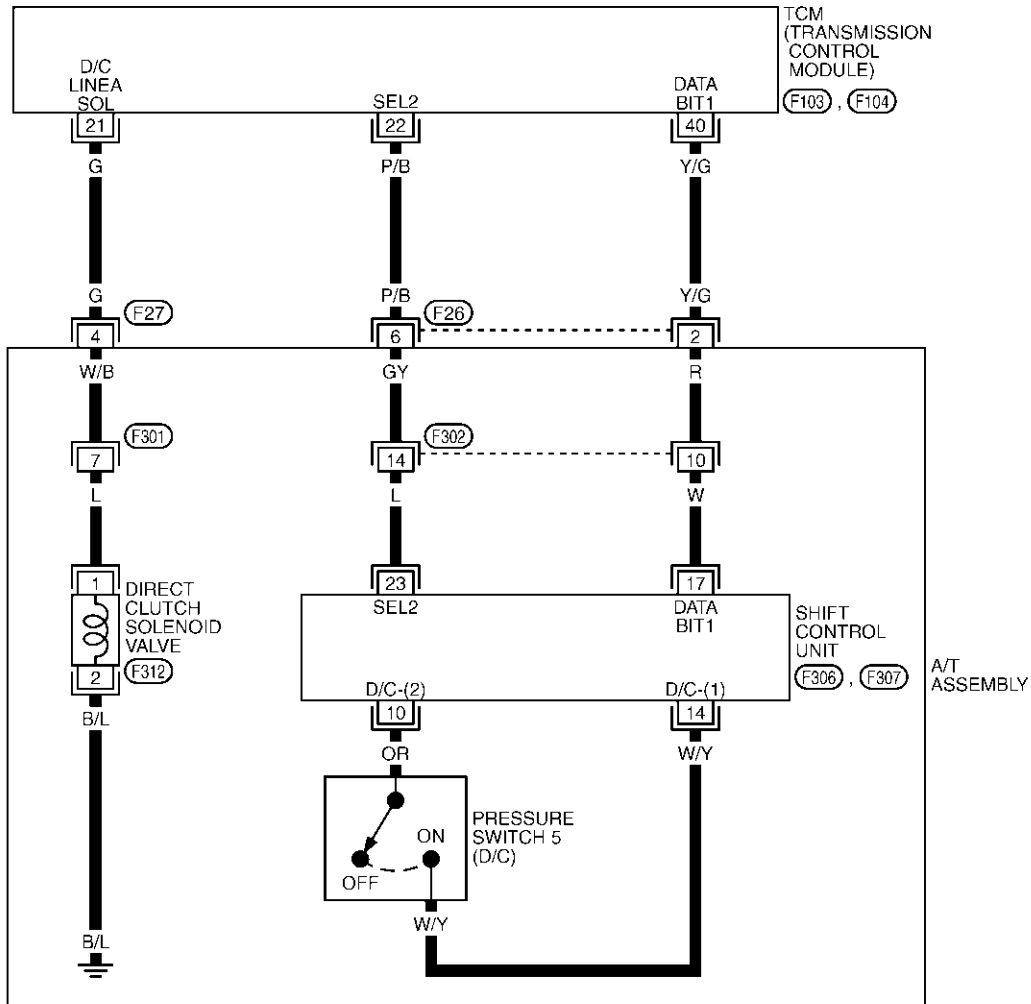 TCM
(TRANSMISSION
CONTROL
MODULE)
F103 , F104
D/C
LINEA
SOL
SEL2
DATA
BIT1
21
22
40
G
P/B
Y/G
G
P/B
Y/G
F27
F26
4
6
2
W/B
GY
R
F301
F302
7
14
10
L
L
W
1
23
17
DIRECT
CLUTCH
SOLENOID
VALVE
2
F312
SEL2
DATA
BIT1
SHIFT
CONTROL
UNIT
F306 , F307
A/T
ASSEMBLY
D/C-(2)
D/C-(1)
10
14
B/L
OR
W/Y
PRESSURE
SWITCH 5
(D/C)
ON
OFF
W/Y
B/L